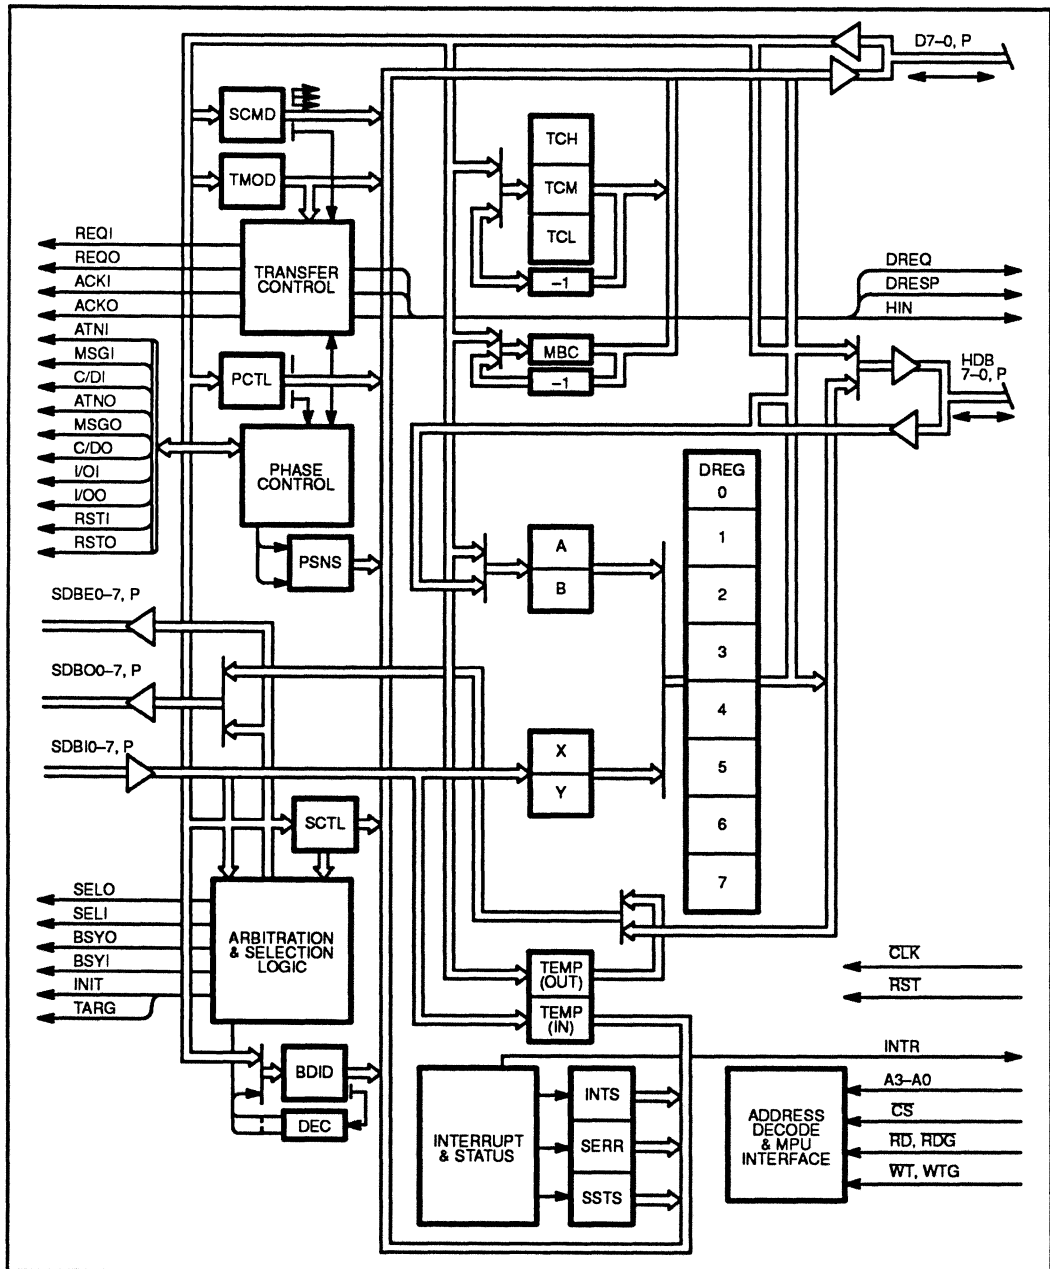 D7–0, P
SCMD
TCH
TMOD
TCM
TCL
REQI
REQO
ACKI
ACKO
ATNI
MSGI
C/DI
ATNO
MSGO
C/DO
I/OI
I/OO
RSTI
RSTO
TRANSFER
CONTROL
–1
DREQ
DRESP
HIN
MBC
–1
PCTL
HDB
7–0, P
PHASE
CONTROL
PSNS
DREG
0
1
2
3
4
5
6
7
A
B
SDBE0–7, P
SDBO0–7, P
SDBI0–7, P
X
Y
SCTL
SELO
SELI
BSYO
BSYI
INIT
TARG
ARBITRATION
& SELECTION
LOGIC
TEMP
(OUT)
TEMP
(IN)
CLK
RST
INTR
BDID
DEC
INTERRUPT
& STATUS
INTS
SERR
SSTS
ADDRESS
DECODE
& MPU
INTERFACE
A3–A0
CS
RD, RDG
WT, WTG